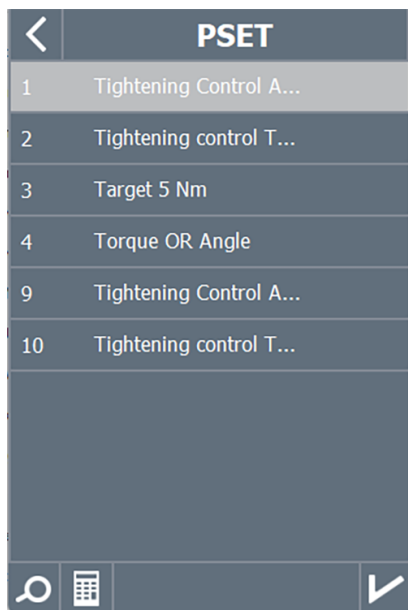 PSET
1 Tightening Control A...
2 Tightening control T...
3 Target 5 Nm
4 Torque OR Angle
9 Tightening Control A...
10 Tightening control T...